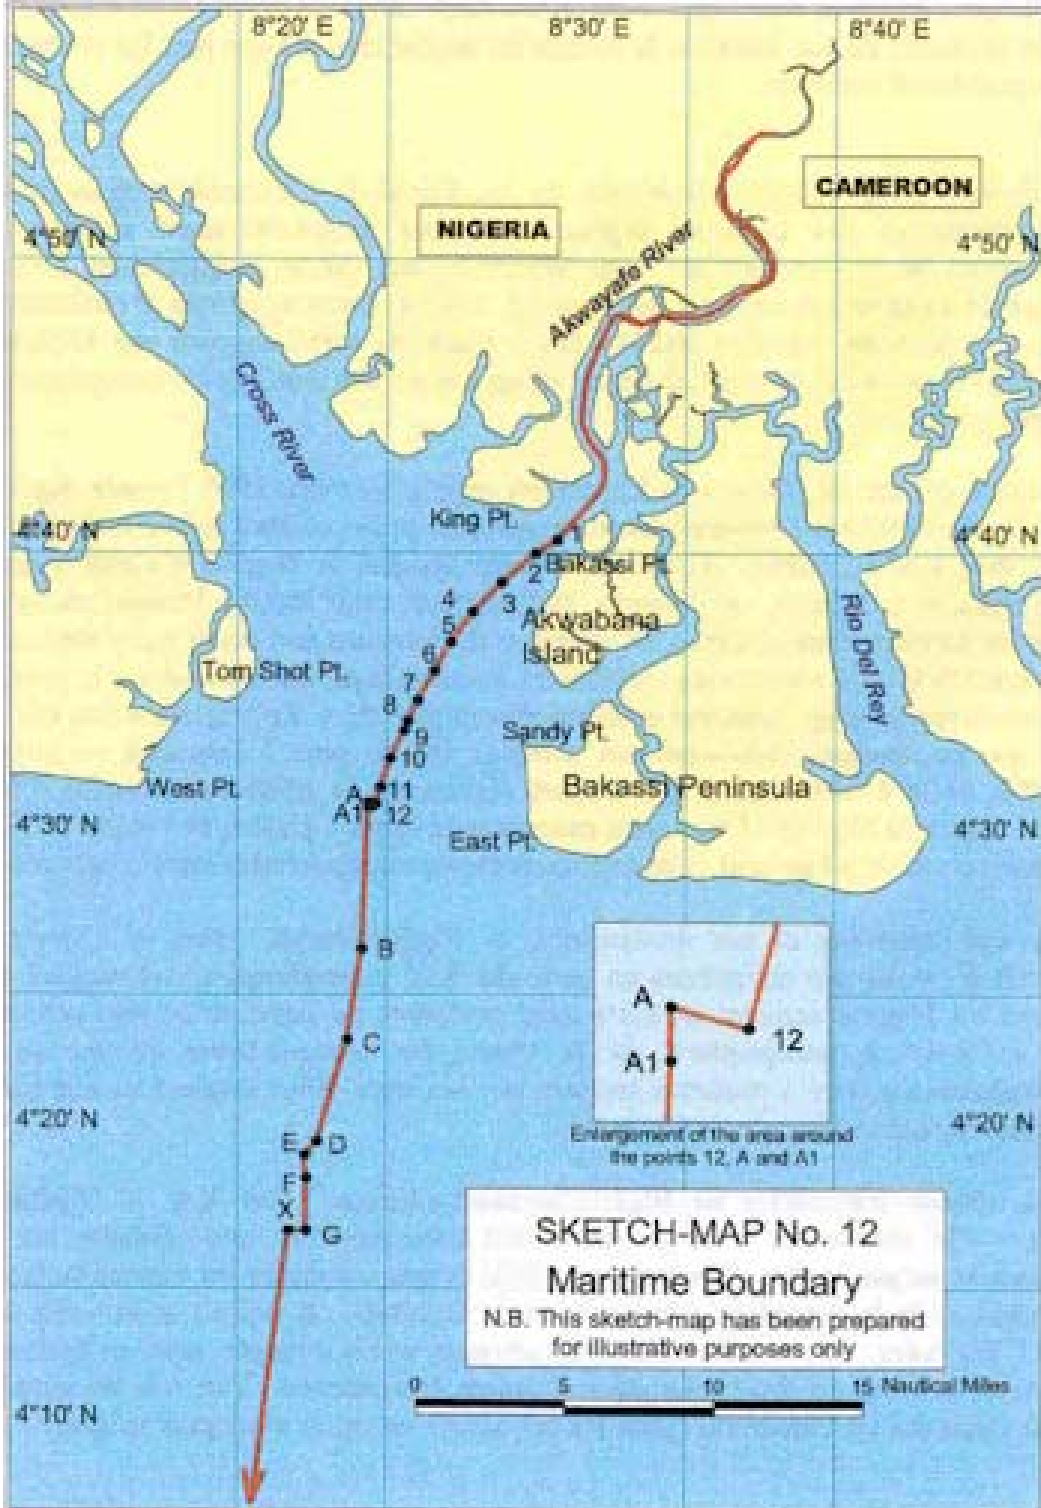 8°20' E
8°30' E
8°40' E
CAMEROON
NIGERIA
4°50' N
4°50' N
Akwayafe River
Cross River
King Pt.
4°40' N
4°40' N
1
Bakassi Pt.
2
3
4
Akwabana
Island
5
6
Rio Del Rey
Tom Shot Pt.
7
8
9
Sandy Pt.
10
West Pt.
11
Bakassi Peninsula
A
A1
12
4°30' N
4°30' N
East Pt.
B
A
12
A1
C
4°20' N
4°20' N
Enlargement of the area around
the points 12, A and A1
E
D
F
X
G
SKETCH-MAP No. 12
Maritime Boundary
N.B. This sketch-map has been prepared
for illustrative purposes only
0 5 10 15 Nautical Miles
4°10' N